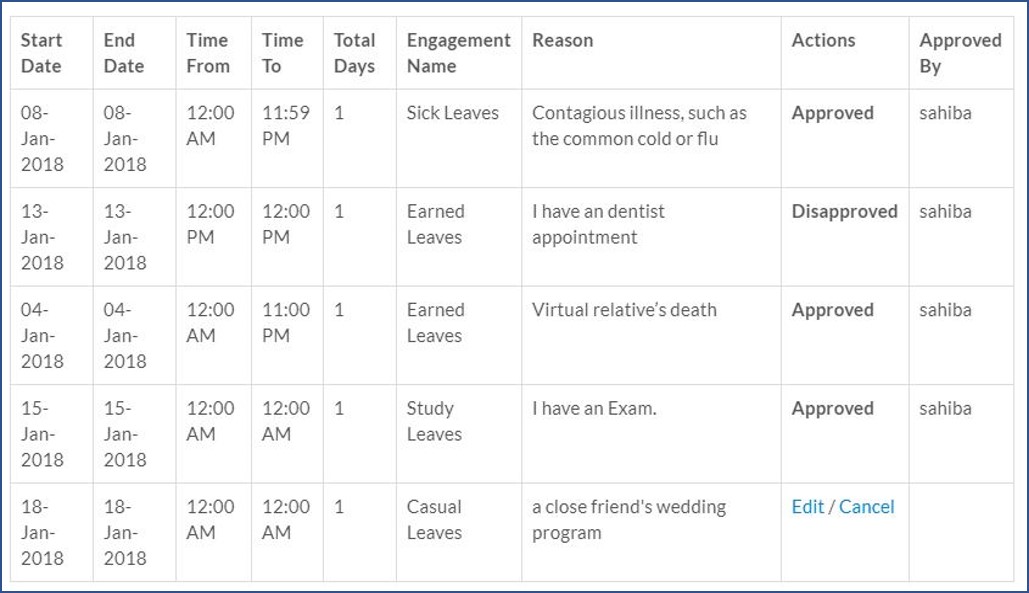 Start Date | End Date | Time From | Time To | Total Days | Engagement Name | Reason | Actions | Approved By
08-Jan-2018 | 08-Jan-2018 | 12:00 AM | 11:59 PM | 1 | Sick Leaves | Contagious illness, such as the common cold or flu | Approved | sahiba
13-Jan-2018 | 13-Jan-2018 | 12:00 PM | 12:00 PM | 1 | Earned Leaves | I have an dentist appointment | Disapproved | sahiba
04-Jan-2018 | 04-Jan-2018 | 12:00 AM | 11:00 PM | 1 | Earned Leaves | Virtual relative’s death | Approved | sahiba
15-Jan-2018 | 15-Jan-2018 | 12:00 AM | 12:00 AM | 1 | Study Leaves | I have an Exam. | Approved | sahiba
18-Jan-2018 | 18-Jan-2018 | 12:00 AM | 12:00 AM | 1 | Casual Leaves | a close friend's wedding program | Edit / Cancel |